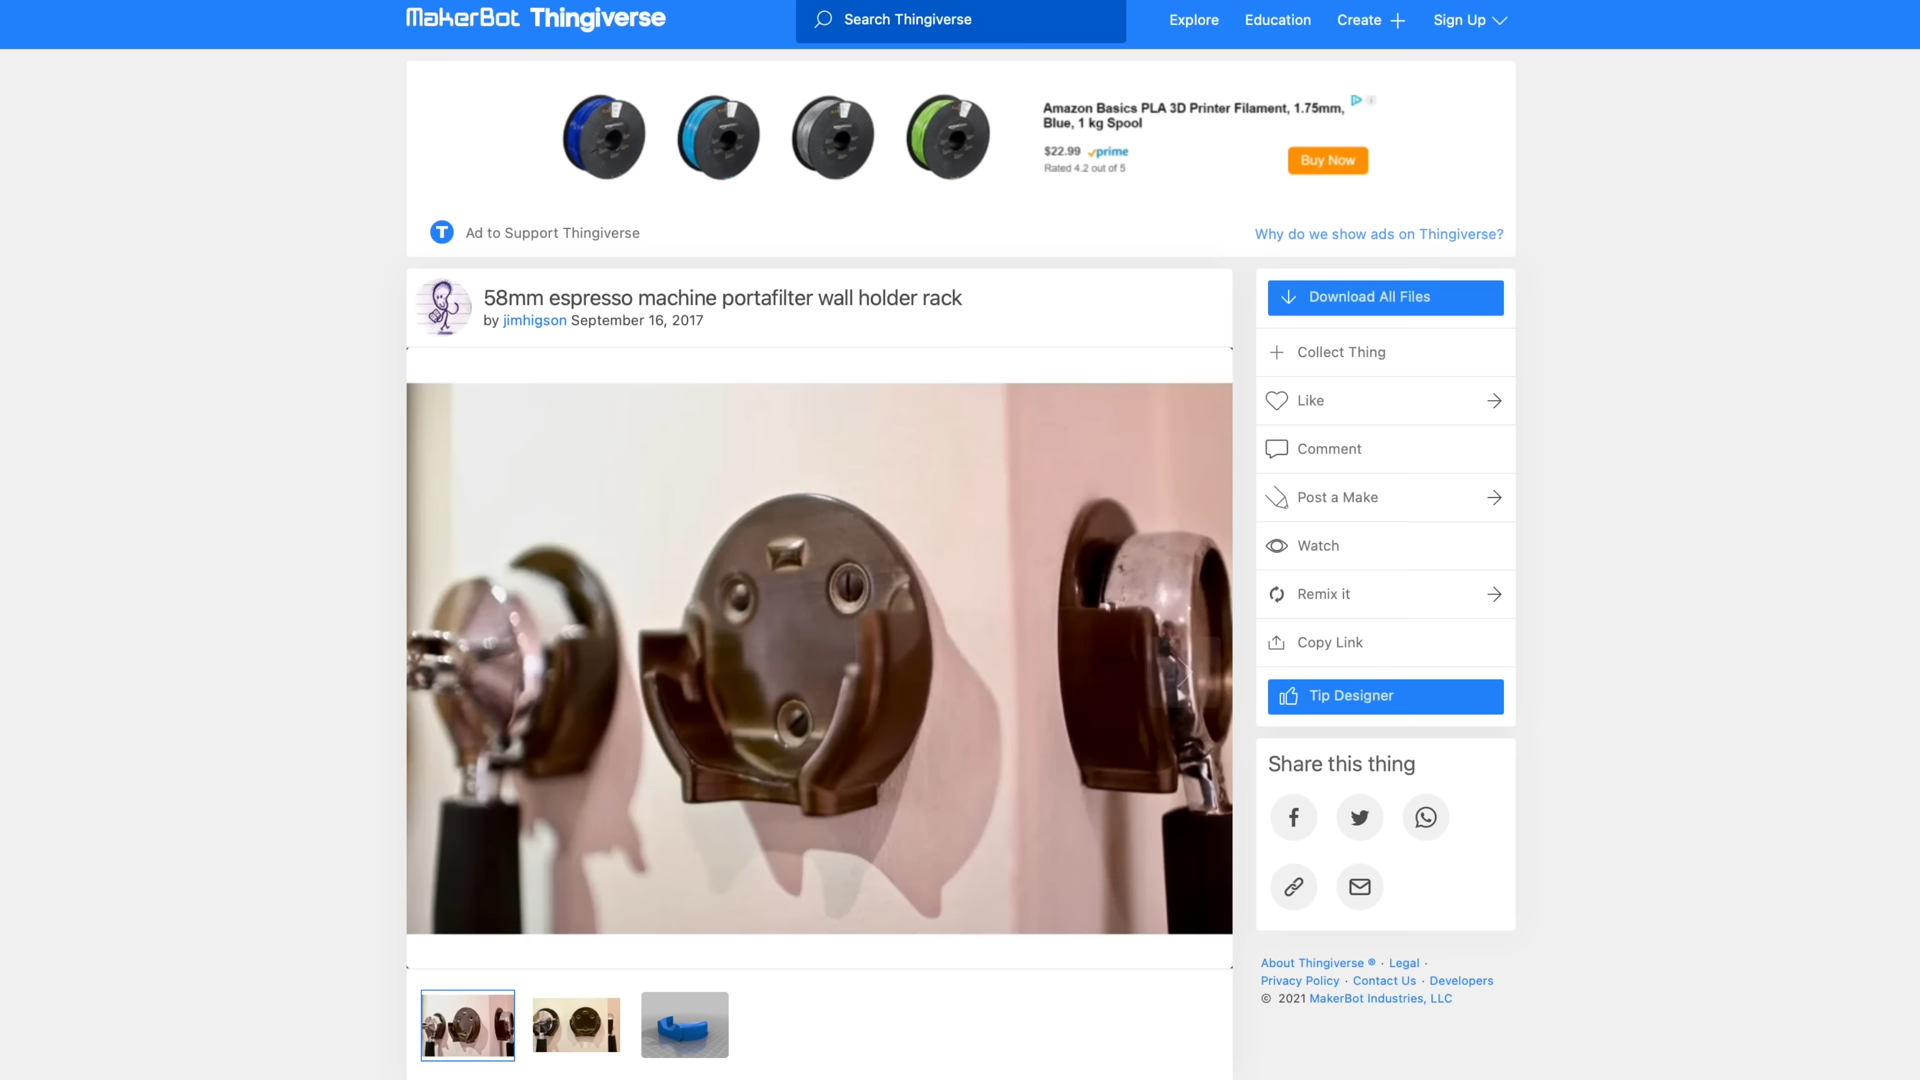 MakerBot Thingiverse
Search Thingiverse
Explore
Education
Create
Sign Up
Amazon Basics PLA 3D Printer Filament, 1.75mm,
Blue, 1 kg Spool
$22.99 prime
Rated 4.2 out of 5
Buy Now
T Ad to Support Thingiverse
Why do we show ads on Thingiverse?
58mm espresso machine portafilter wall holder rack
by jimhigson September 16, 2017
Download All Files
Collect Thing
Like
Comment
Post a Make
Watch
Remix it
Copy Link
Tip Designer
Share this thing
About Thingiverse ® · Legal ·
Privacy Policy · Contact Us · Developers
© 2021 MakerBot Industries, LLC